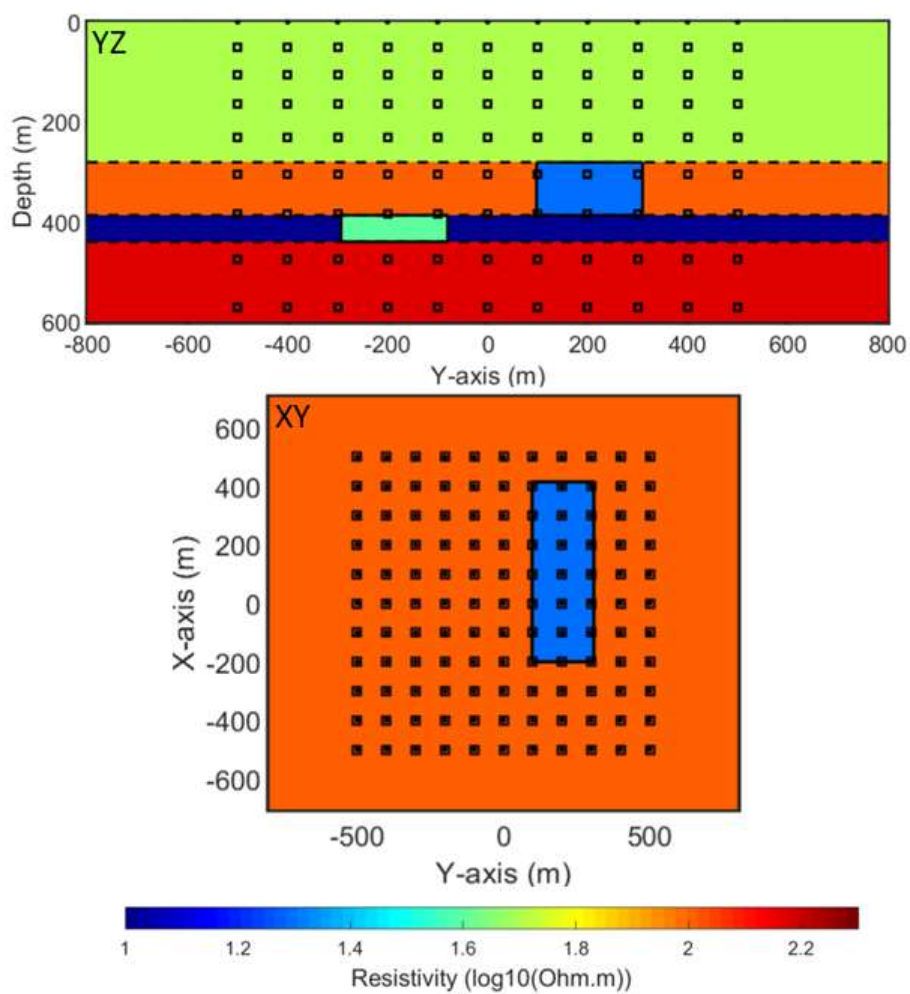 YZ
Depth (m)
0
200
400
600
-800 -600 -400 -200 0 200 400 600 800
Y-axis (m)
XY
X-axis (m)
600
400
200
0
-200
-400
-600
-500 0 500
Y-axis (m)
1 1.2 1.4 1.6 1.8 2 2.2
Resistivity (log10(Ohm.m))